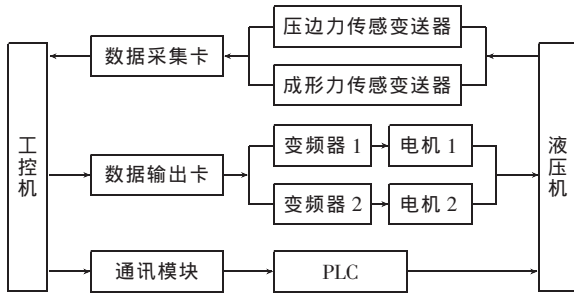 压边力传感变送器
数据采集卡
成形力传感变送器
工控机
变频器 1
电机 1
液压机
数据输出卡
变频器 2
电机 2
通讯模块
PLC